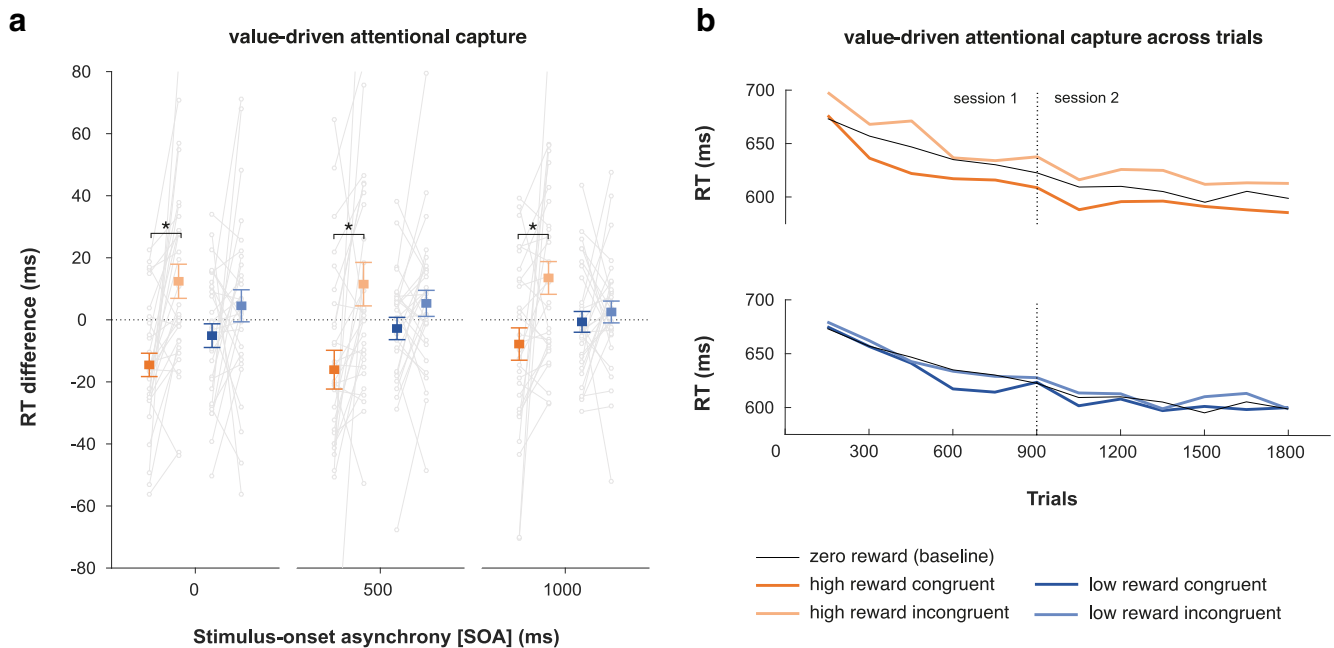 a
value-driven attentional capture
80
60
40
20
0
-20
-40
-60
-80
RT difference (ms)
*
*
*
0
500
1000
Stimulus-onset asynchrony [SOA] (ms)
b
value-driven attentional capture across trials
session 1
session 2
700
650
600
RT (ms)
700
650
600
RT (ms)
0
300
600
900
1200
1500
1800
Trials
zero reward (baseline)
high reward congruent
low reward congruent
high reward incongruent
low reward incongruent